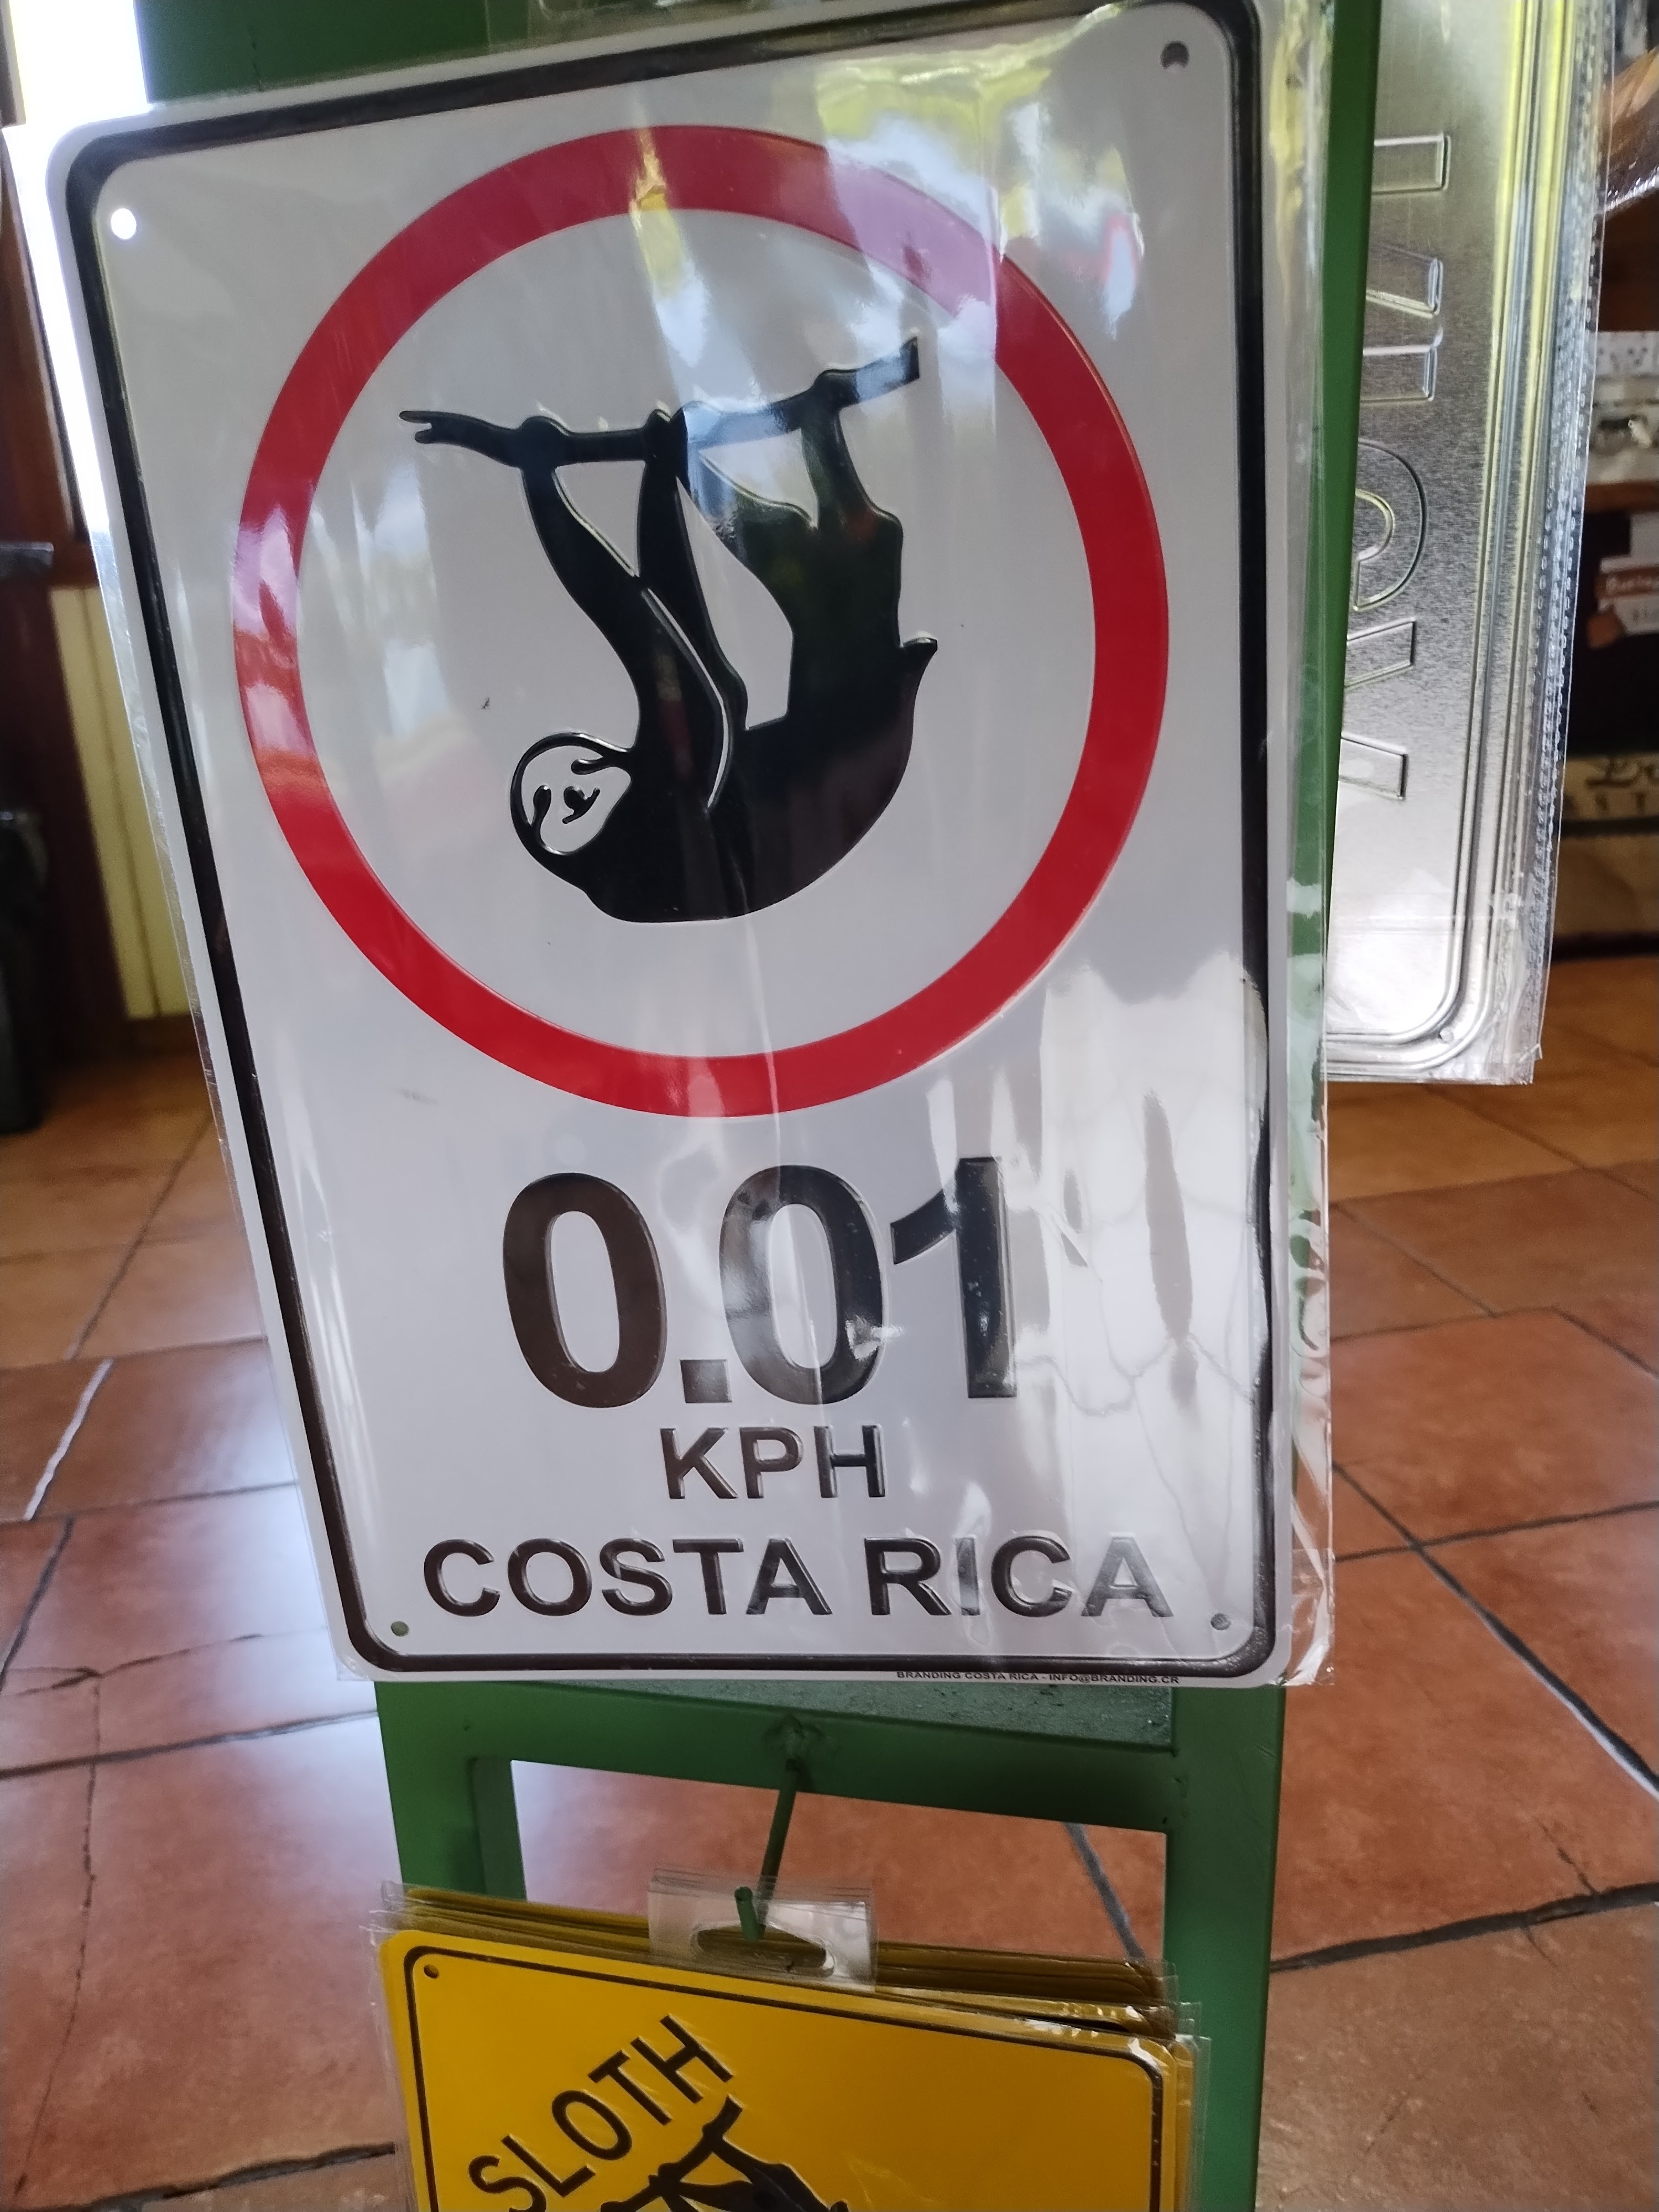 0.01
KPH
COSTA RICA
BRANDING COSTA RICA - INFO@BRANDING.CR
SLOTH